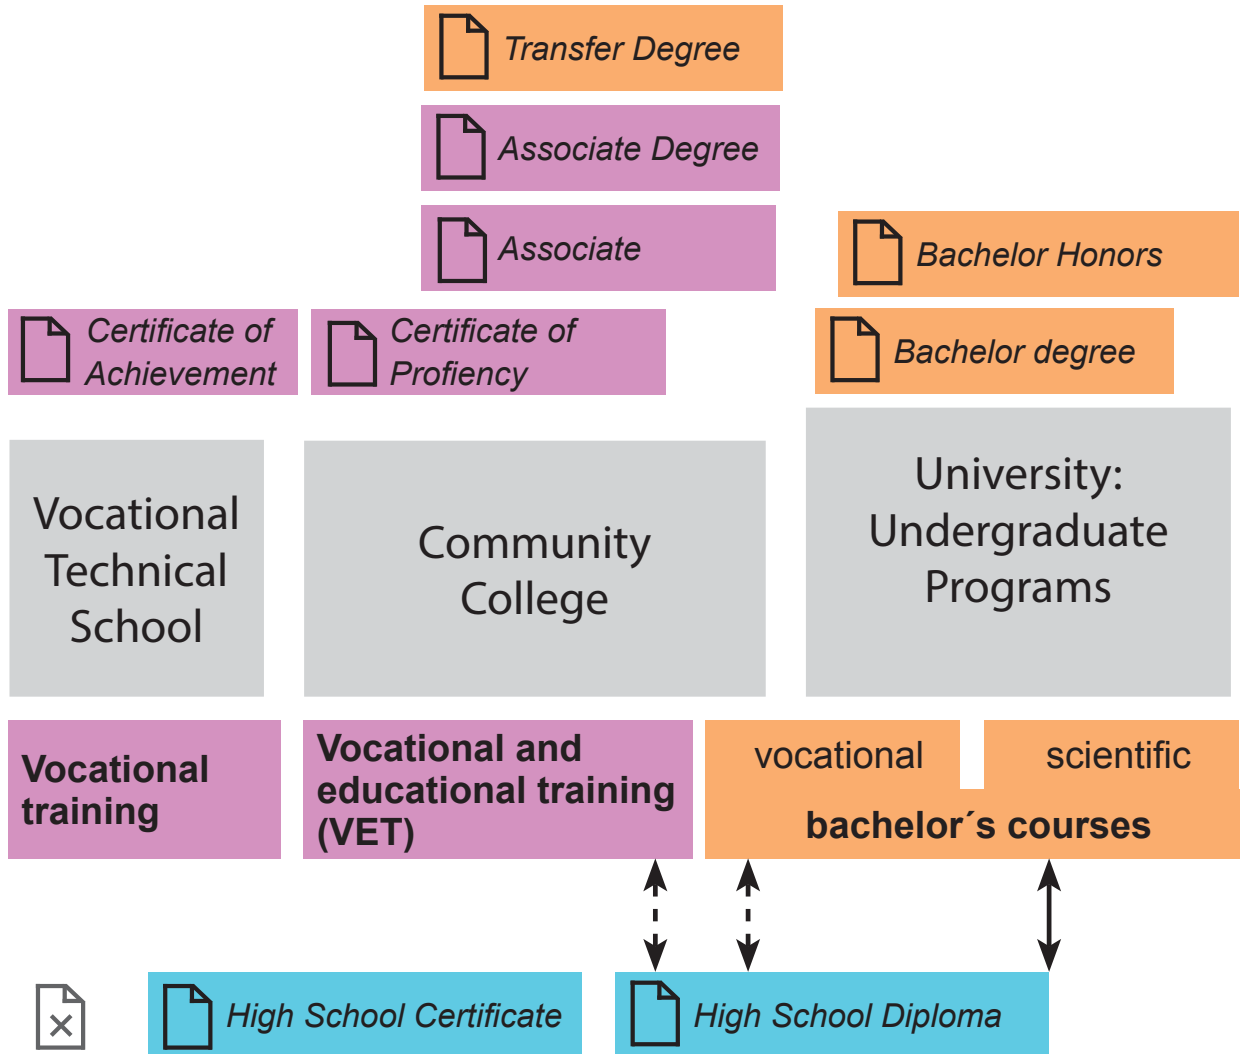 Transfer Degree
Associate Degree
Associate
Bachelor Honors
Certificate of
Achievement
Certificate of
Profiency
Bachelor degree
Vocational
Technical
School
Community
College
University:
Undergraduate
Programs
Vocational
training
Vocational and
educational training
(VET)
vocational
scientific
bachelor´s courses
High School Certificate
High School Diploma